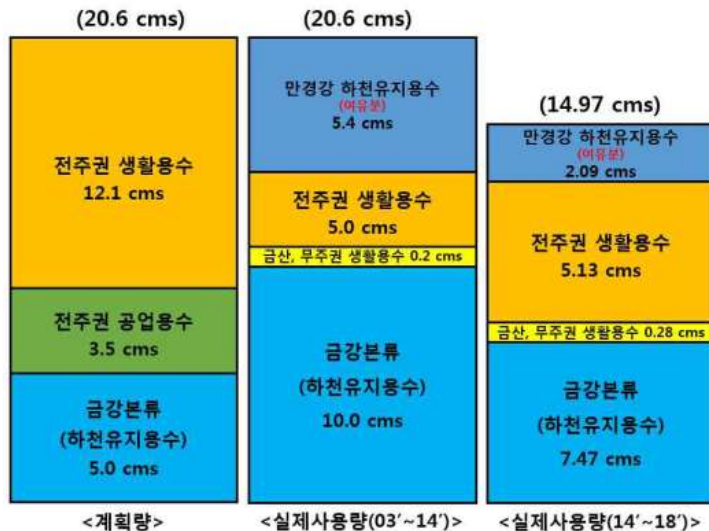 (20.6 cms)
전주권 생활용수
12.1 cms
전주권 공업용수
3.5 cms
금강본류
(하천유지용수)
5.0 cms
<계획량>
(20.6 cms)
만경강 하천유지용수
(여유분)
5.4 cms
전주권 생활용수
5.0 cms
금산, 무주권 생활용수 0.2 cms
금강본류
(하천유지용수)
10.0 cms
<실제사용량(03′~14′)>
(14.97 cms)
만경강 하천유지용수
(여유분)
2.09 cms
전주권 생활용수
5.13 cms
금산, 무주권 생활용수 0.28 cms
금강본류
(하천유지용수)
7.47 cms
<실제사용량(14′~18′)>